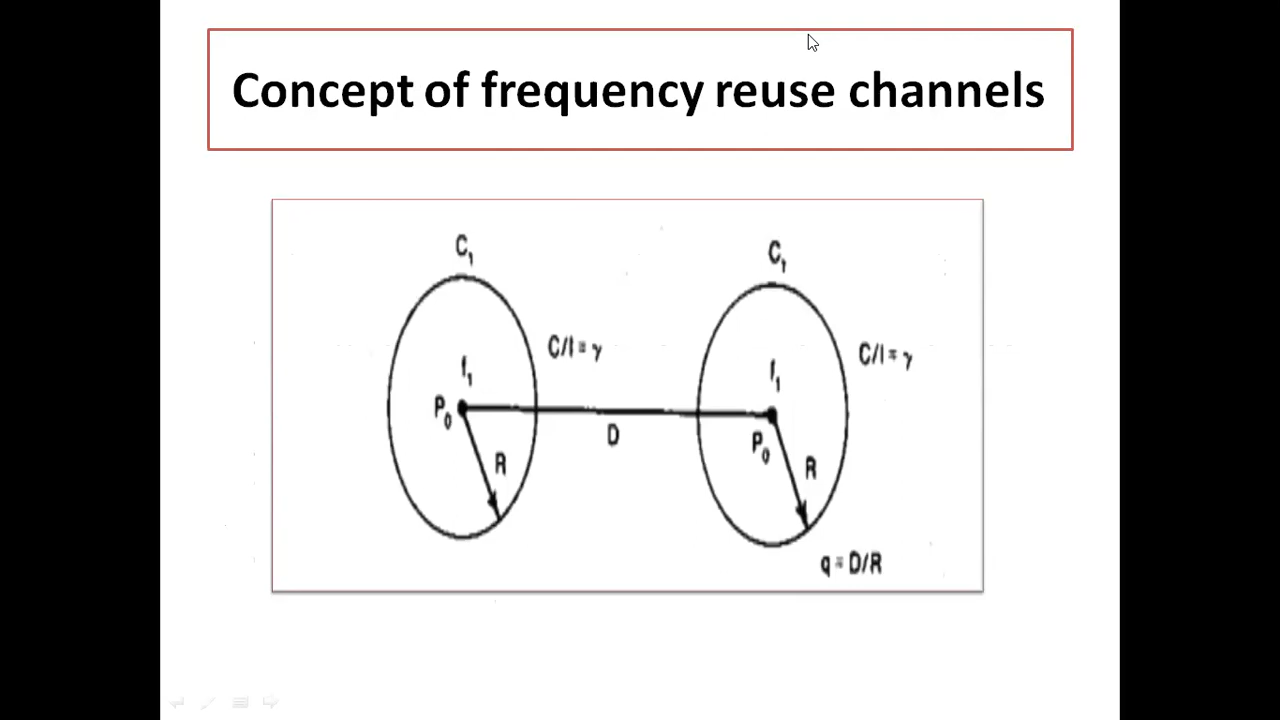 Concept of frequency reuse channels
C₁ C₁
C/I = γ C/I = γ
f₁ f₁
P₀ D P₀
R R
q = D/R